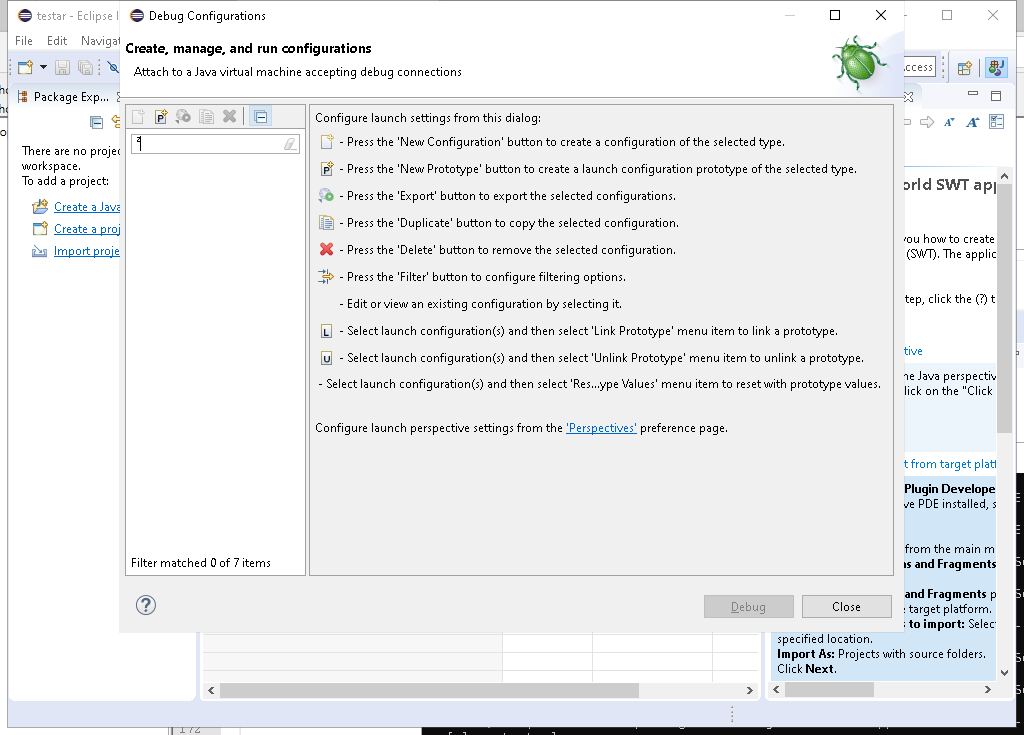 testar - Eclipse I
Debug Configurations
File Edit Navigat
Create, manage, and run configurations
Attach to a Java virtual machine accepting debug connections
ccess
Package Exp...
There are no projec
workspace.
To add a project:
Create a Java
Create a proj
Import proje
Filter matched 0 of 7 items
Configure launch settings from this dialog:
- Press the 'New Configuration' button to create a configuration of the selected type.
- Press the 'New Prototype' button to create a launch configuration prototype of the selected type.
- Press the 'Export' button to export the selected configurations.
- Press the 'Duplicate' button to copy the selected configuration.
- Press the 'Delete' button to remove the selected configuration.
- Press the 'Filter' button to configure filtering options.
- Edit or view an existing configuration by selecting it.
L - Select launch configuration(s) and then select 'Link Prototype' menu item to link a prototype.
U - Select launch configuration(s) and then select 'Unlink Prototype' menu item to unlink a prototype.
- Select launch configuration(s) and then select 'Res...ype Values' menu item to reset with prototype values.
Configure launch perspective settings from the 'Perspectives' preference page.
Debug Close
orld SWT app
you how to create
(SWT). The applic
tep, click the (?) t
tive
he Java perspectiv
lick on the "Click
t from target platf
Plugin Develope
ve PDE installed, s
from the main m
ns and Fragments
and Fragments p
e target platform.
s to import: Selec
specified location.
Import As: Projects with source folders.
Click Next.
172